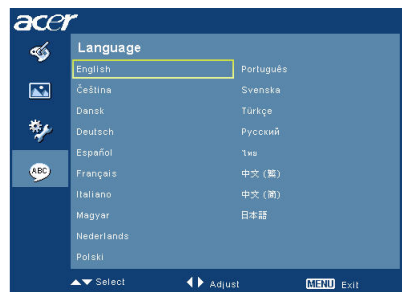 acer
Language
English
Čeština
Dansk
Deutsch
Español
Français
Italiano
Magyar
Nederlands
Polski
Português
Svenska
Türkçe
Русский
ไทย
中文 (繁)
中文 (简)
日本語
ABC
Select
Adjust
MENU Exit